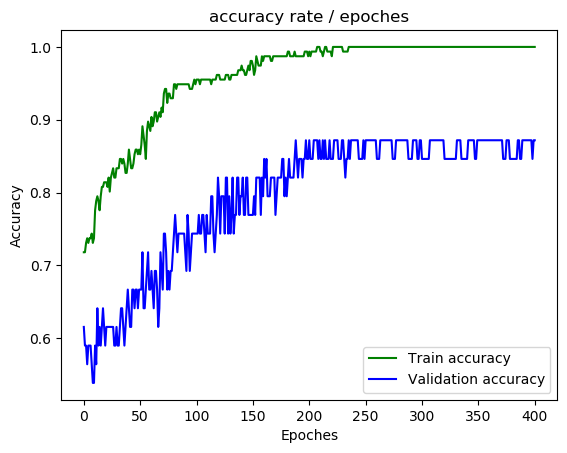 accuracy rate / epoches
1.0
0.9
0.8
0.7
0.6
Accuracy
0 50 100 150 200 250 300 350 400
Epoches
Train accuracy
Validation accuracy